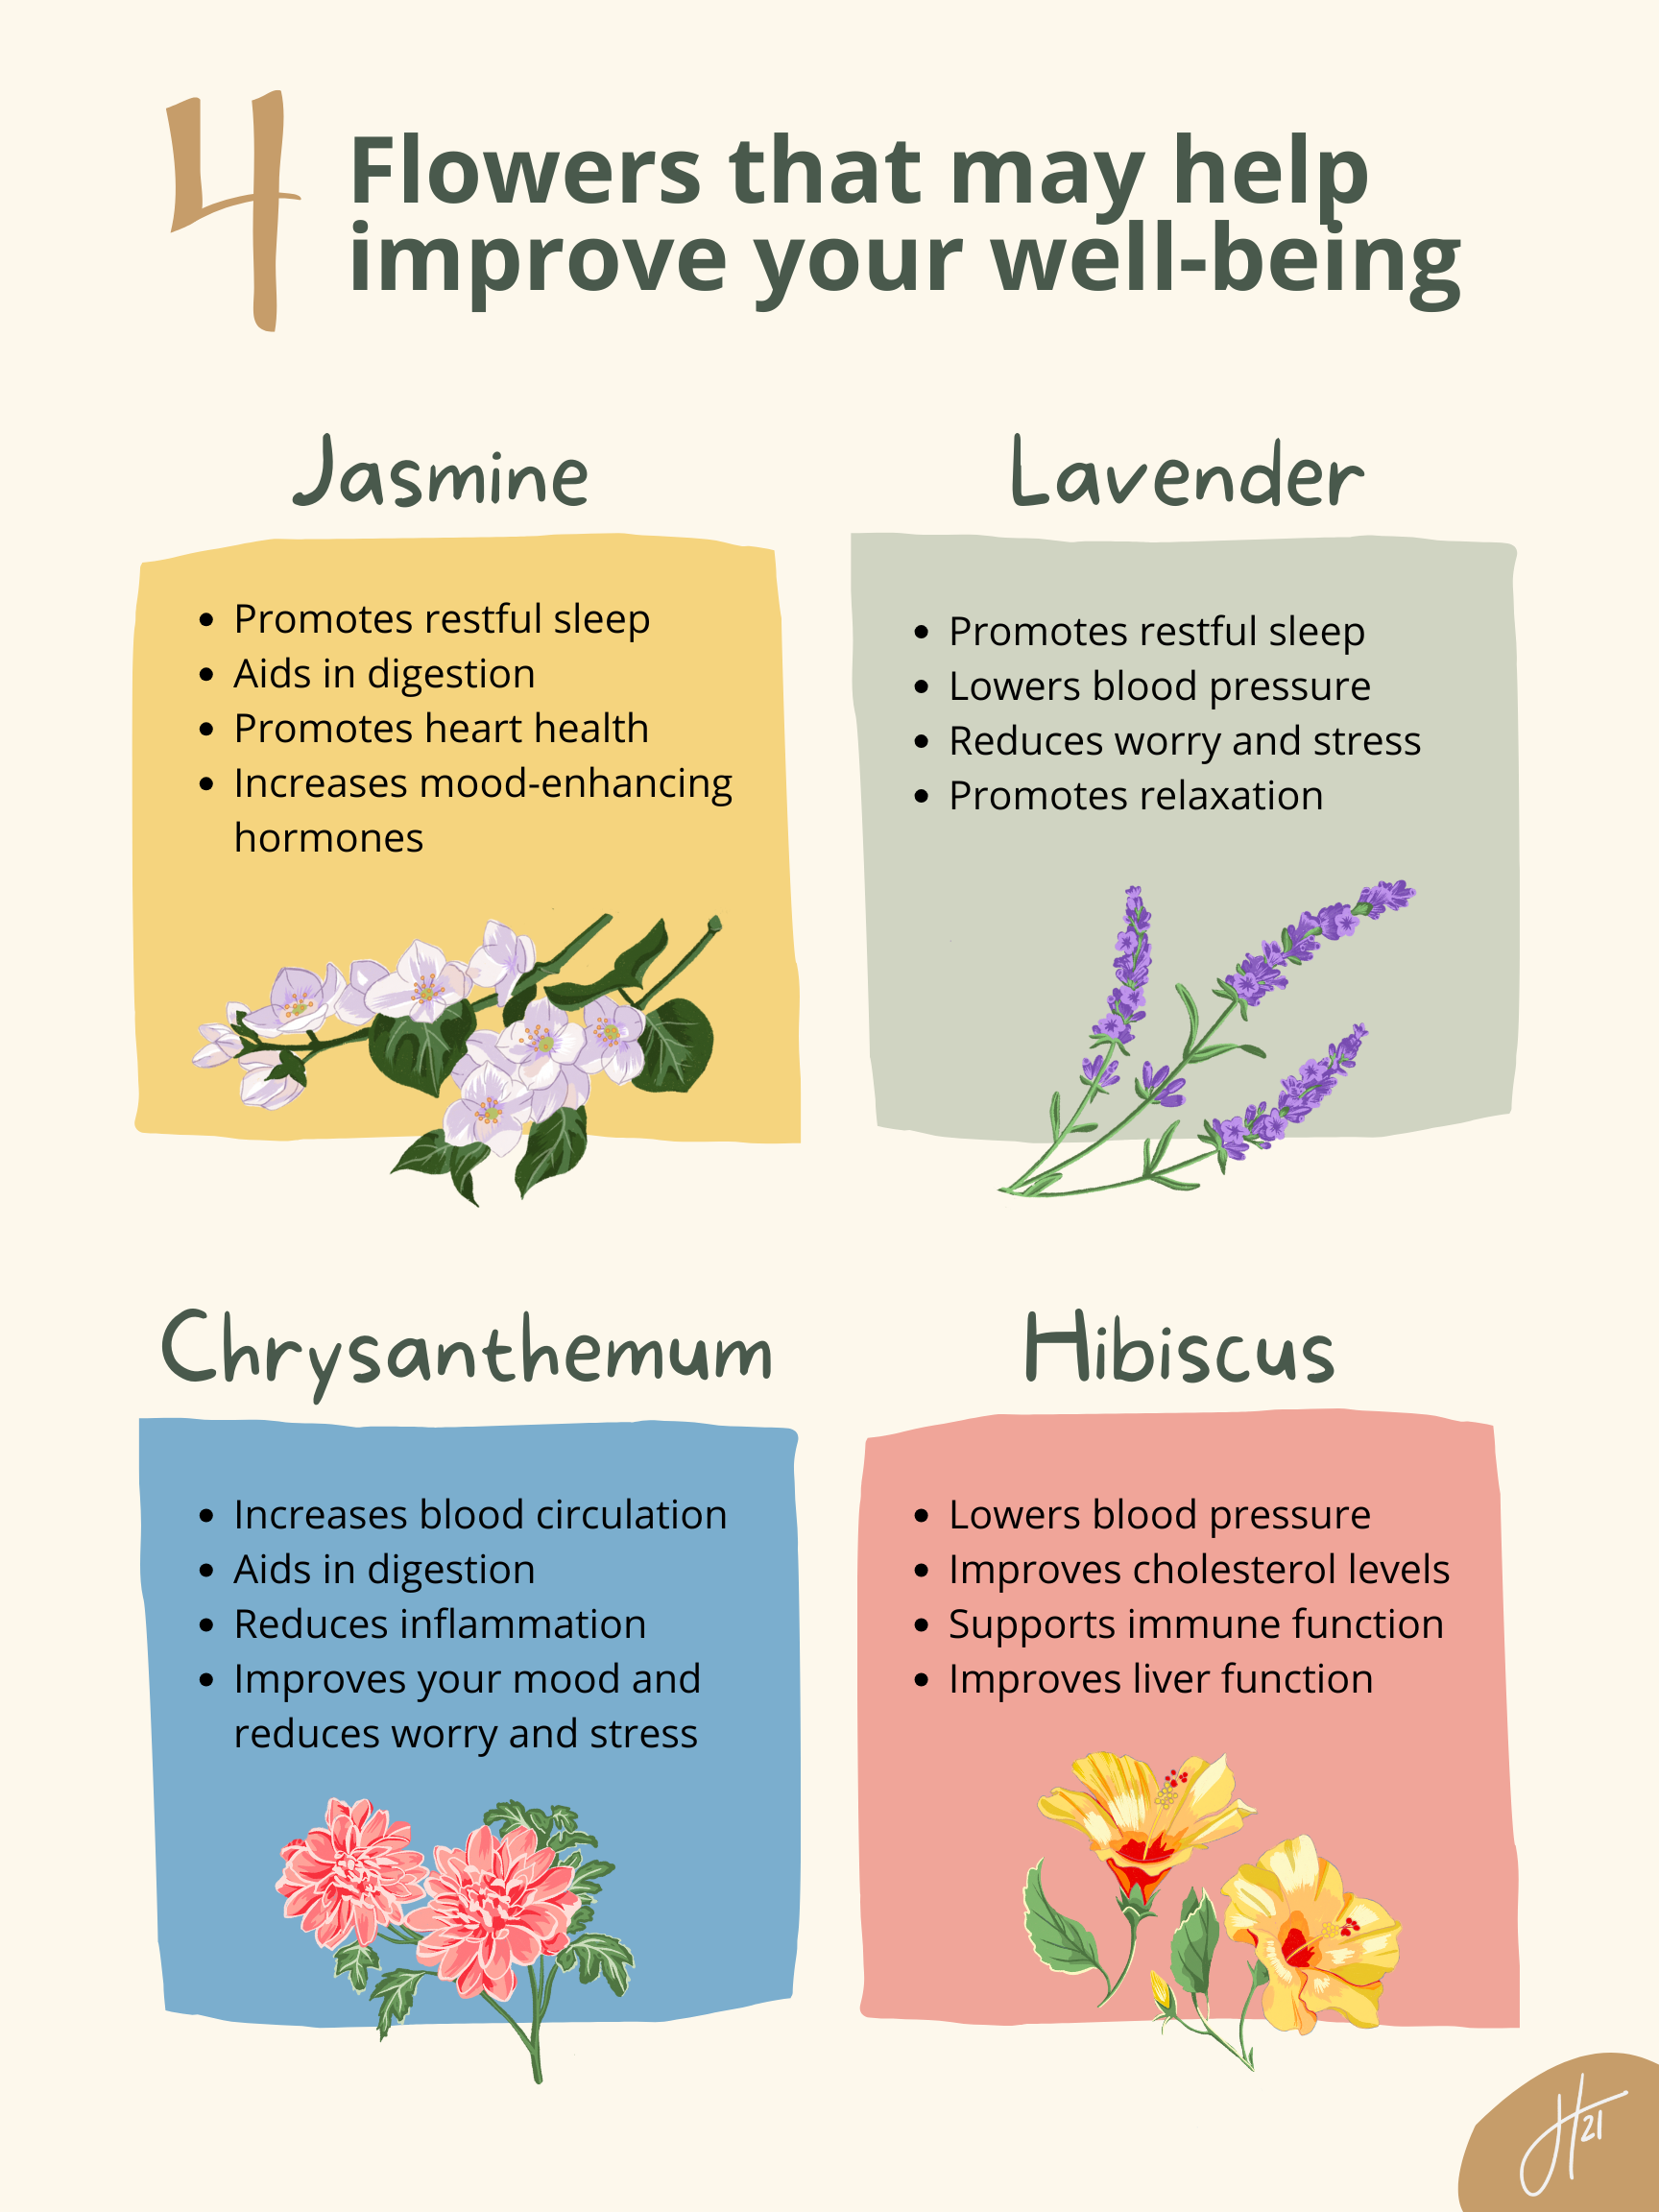 4
Flowers that may help
improve your well-being
Jasmine
• Promotes restful sleep
• Aids in digestion
• Promotes heart health
• Increases mood-enhancing
hormones
Lavender
• Promotes restful sleep
• Lowers blood pressure
• Reduces worry and stress
• Promotes relaxation
Chrysanthemum
• Increases blood circulation
• Aids in digestion
• Reduces inflammation
• Improves your mood and
reduces worry and stress
Hibiscus
• Lowers blood pressure
• Improves cholesterol levels
• Supports immune function
• Improves liver function
21